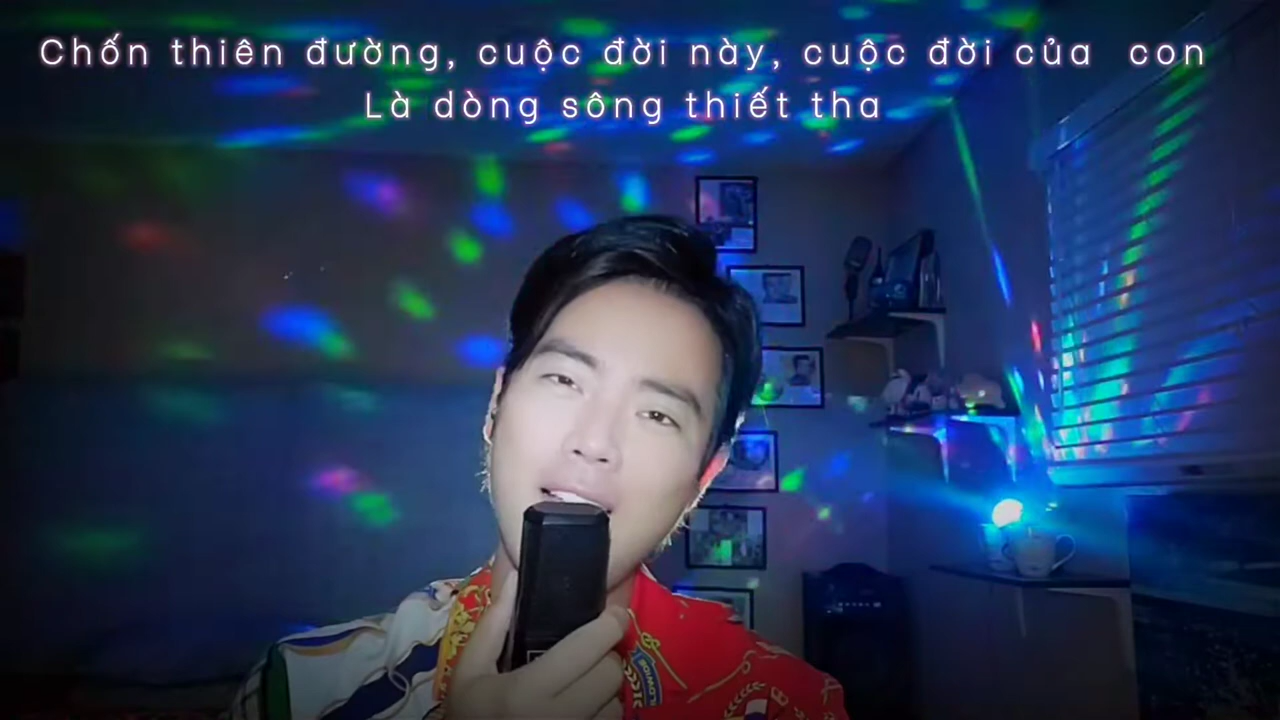 Chốn thiên đường, cuộc đời này, cuộc đời của con
Là dòng sông thiết tha